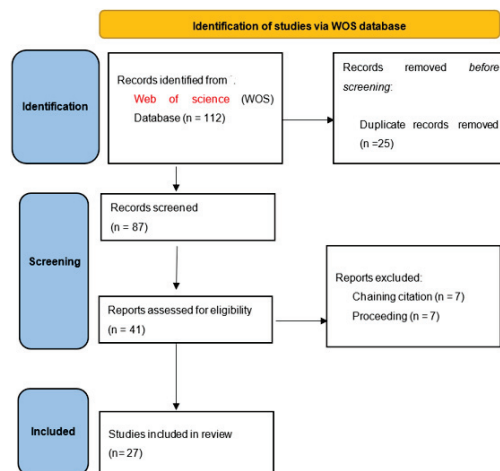 Identification of studies via WOS database
Identification
Records identified from :
Web of science (WOS)
Database (n = 112)
Records removed before
screening:
Duplicate records removed
(n =25)
Screening
Records screened
(n = 87)
Reports assessed for eligibility
(n = 41)
Reports excluded:
Chaining citation (n = 7)
Proceeding (n = 7)
Included
Studies included in review
(n= 27)